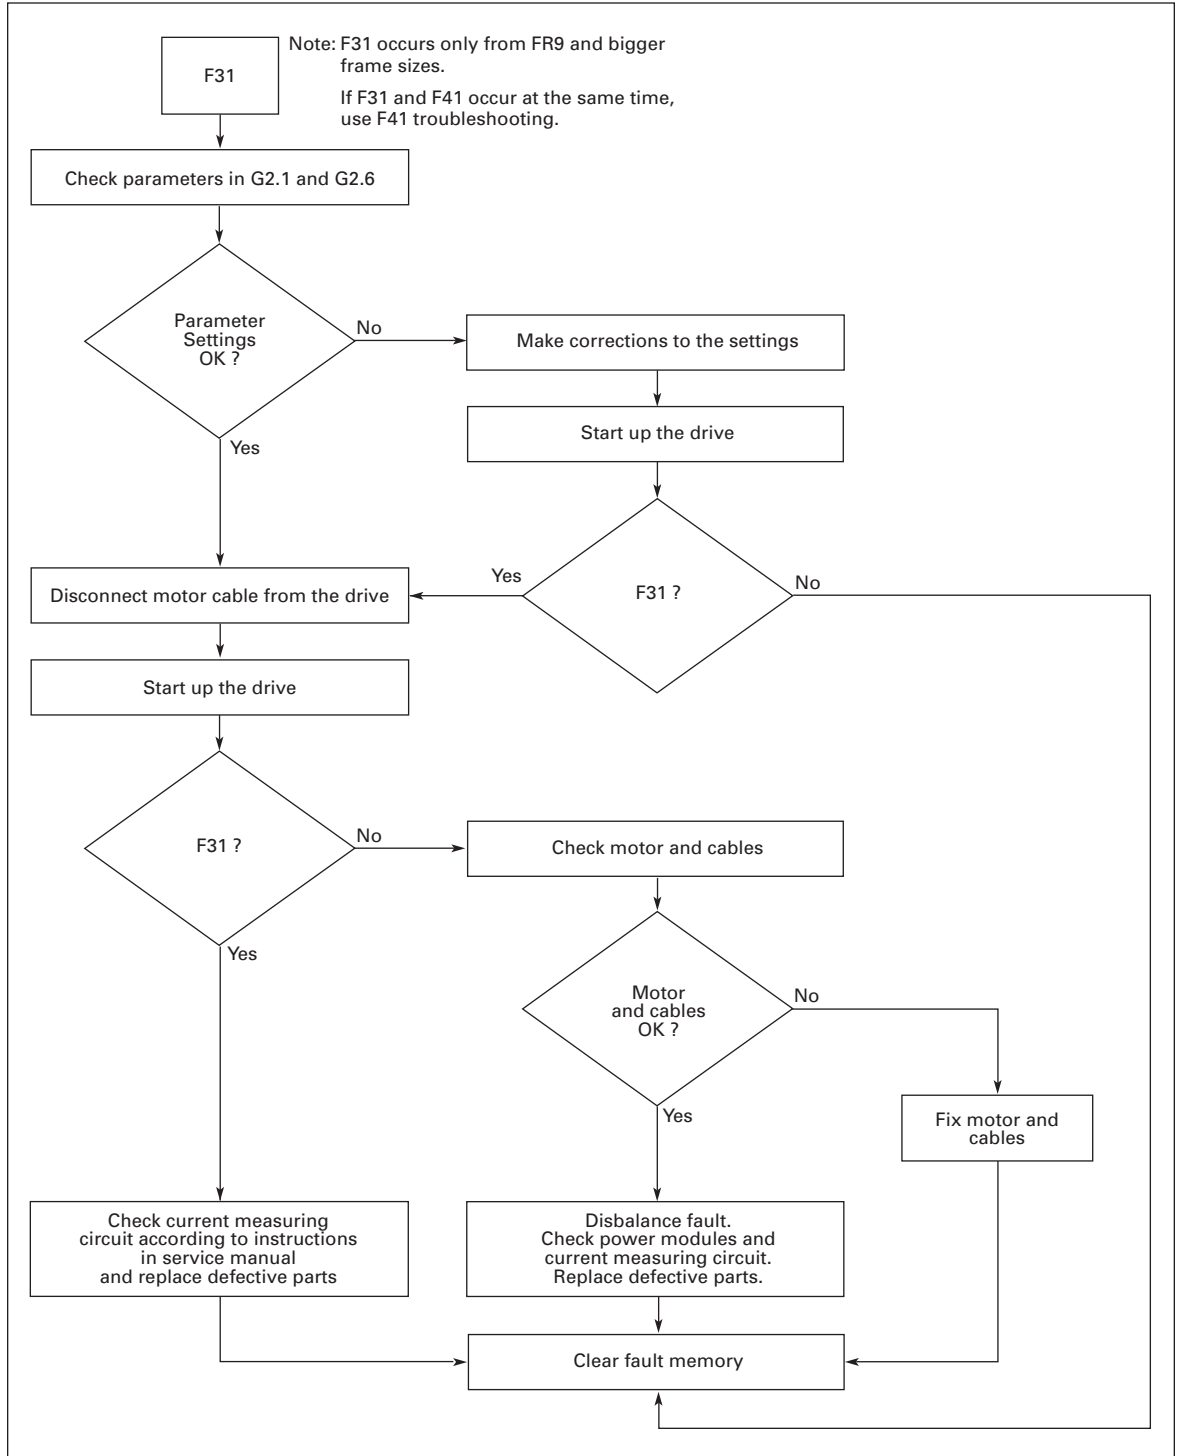 F31
Note: F31 occurs only from FR9 and bigger
frame sizes.
If F31 and F41 occur at the same time,
use F41 troubleshooting.
Check parameters in G2.1 and G2.6
Parameter
Settings
OK ?
No
Make corrections to the settings
Start up the drive
Yes
Disconnect motor cable from the drive
Yes
F31 ?
No
Start up the drive
F31 ?
No
Check motor and cables
Yes
Motor
and cables
OK ?
No
Yes
Fix motor and
cables
Check current measuring
circuit according to instructions
in service manual
and replace defective parts
Disbalance fault.
Check power modules and
current measuring circuit.
Replace defective parts.
Clear fault memory